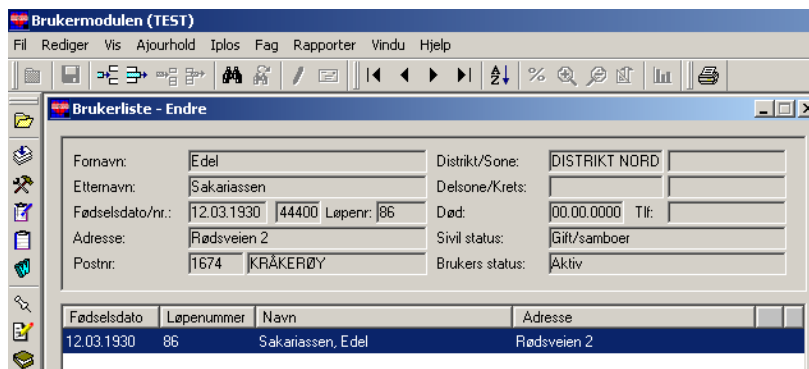 Brukermodulen (TEST)
Fil Rediger Vis Ajourhold Iplos Fag Rapporter Vindu Hjelp
Brukerliste - Endre
Fornavn: Edel Distrikt/Sone: DISTRIKT NORD
Etternavn: Sakariassen Delsone/Krets:
Fødselsdato/nr.: 12.03.1930 44400 Løpenr: 86 Død: 00.00.0000 Tlf:
Adresse: Rødsveien 2 Sivil status: Gift/samboer
Postnr: 1674 KRÅKERØY Brukers status: Aktiv
Fødselsdato Løpenummer Navn Adresse
12.03.1930 86 Sakariassen, Edel Rødsveien 2